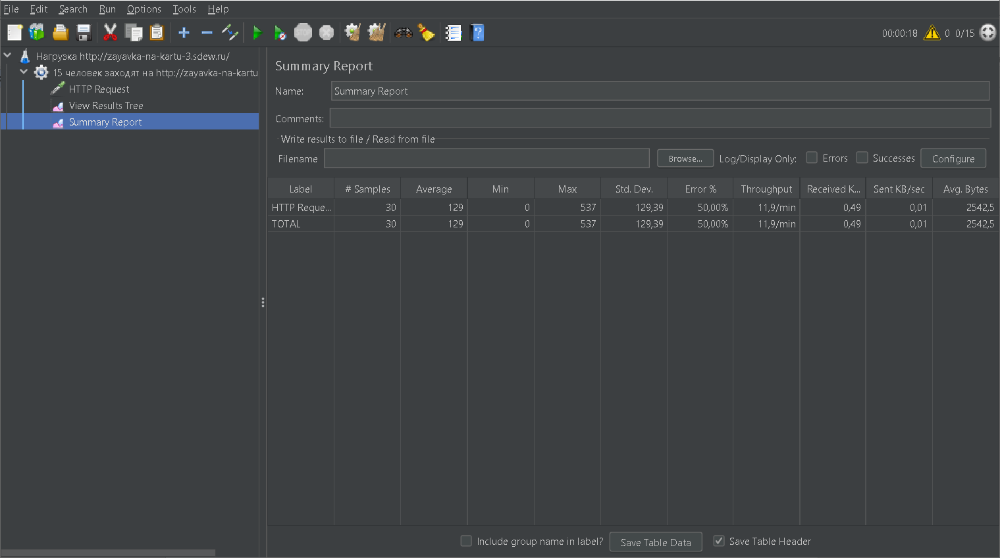 File Edit Search Run Options Tools Help
STOP 00:00:18 0 0/15
Нагрузка http://zayavka-na-kartu-3.sdew.ru/
15 человек заходят на http://zayavka-na-kartu
HTTP Request
View Results Tree
Summary Report
Summary Report
Name: Summary Report
Comments:
Write results to file / Read from file
Filename Browse... Log/Display Only: Errors Successes Configure
Label # Samples Average Min Max Std. Dev. Error % Throughput Received K... Sent KB/sec Avg. Bytes
HTTP Reque... 30 129 0 537 129,39 50,00% 11,9/min 0,49 0,01 2542,5
TOTAL 30 129 0 537 129,39 50,00% 11,9/min 0,49 0,01 2542,5
Include group name in label? Save Table Data Save Table Header